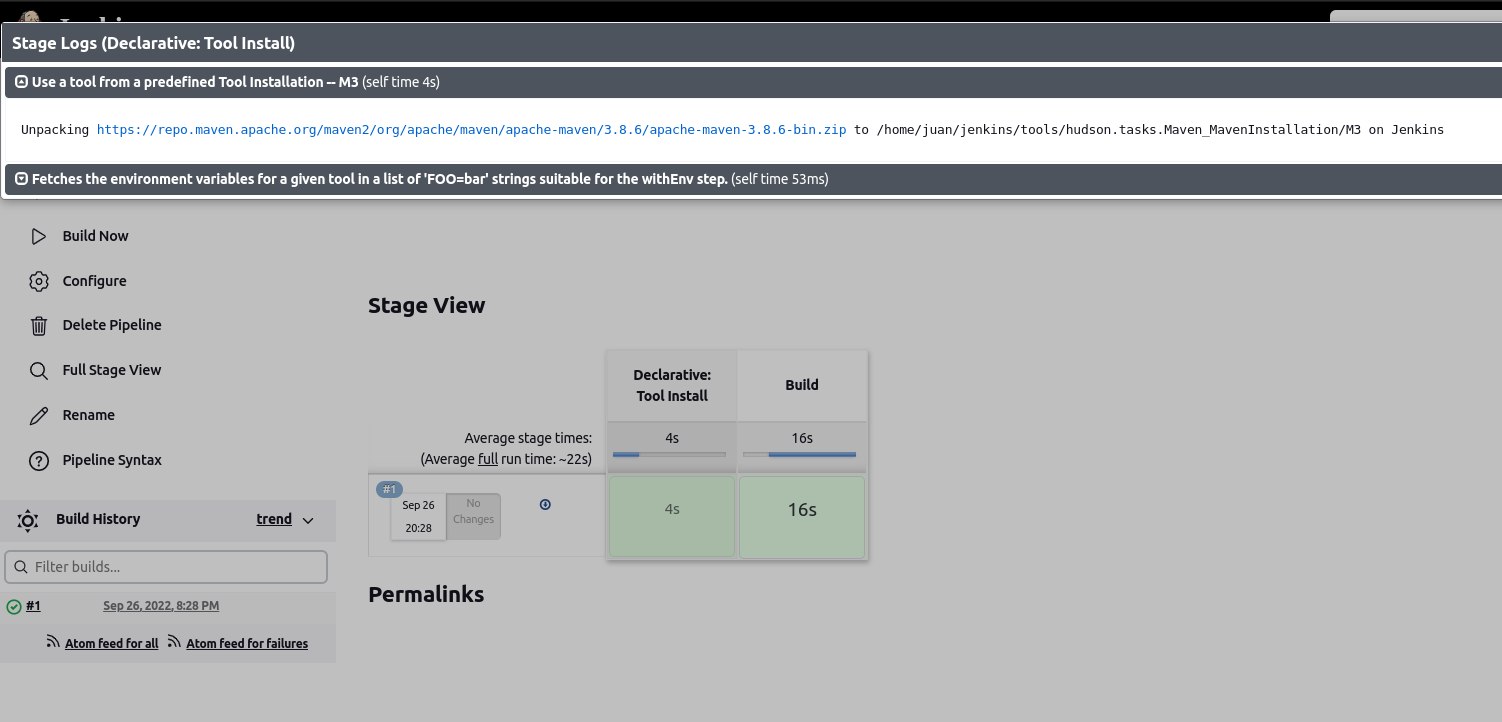 Stage Logs (Declarative: Tool Install)
Use a tool from a predefined Tool Installation -- M3 (self time 4s)
Unpacking https://repo.maven.apache.org/maven2/org/apache/maven/apache-maven/3.8.6/apache-maven-3.8.6-bin.zip to /home/juan/jenkins/tools/hudson.tasks.Maven_MavenInstallation/M3 on Jenkins
Fetches the environment variables for a given tool in a list of 'FOO=bar' strings suitable for the withEnv step. (self time 53ms)
Build Now
Configure
Delete Pipeline
Full Stage View
Rename
Pipeline Syntax
Build History
trend
Filter builds...
#1
Sep 26, 2022, 8:28 PM
Atom feed for all
Atom feed for failures
Stage View
Declarative:
Tool Install
Build
Average stage times:
4s
16s
(Average full run time: ~22s)
#1
Sep 26
20:28
No
Changes
4s
16s
Permalinks